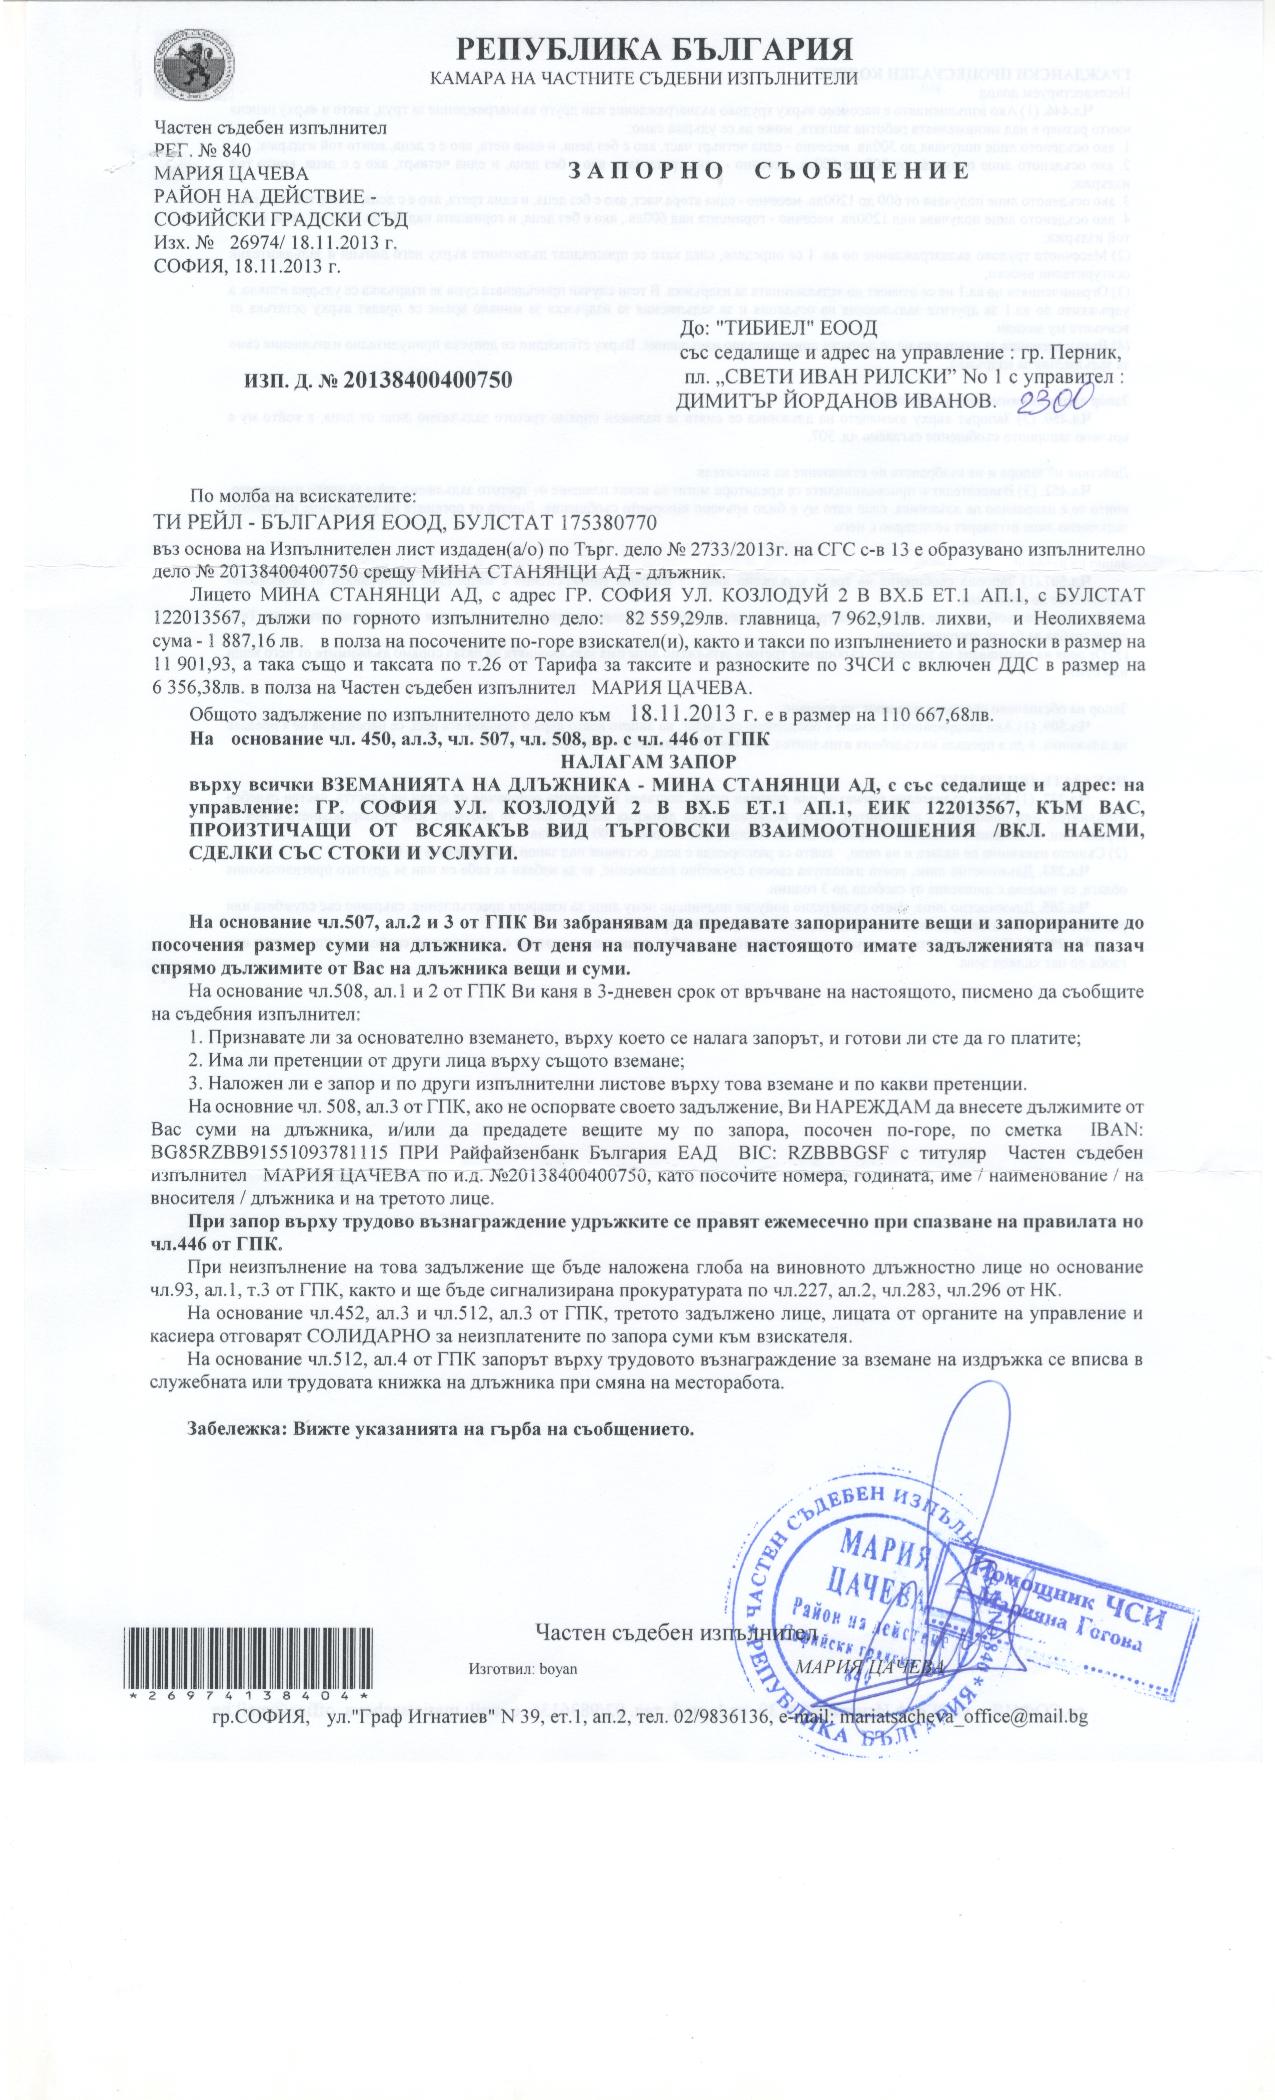 РЕПУБЛИКА БЪЛГАРИЯ
КАМАРА НА ЧАСТНИТЕ СЪДЕБНИ ИЗПЪЛНИТЕЛИ
Частен съдебен изпълнител
РЕГ. № 840
МАРИЯ ЦАЧЕВА
РАЙОН НА ДЕЙСТВИЕ -
СОФИЙСКИ ГРАДСКИ СЪД
Изх. № 26974/ 18.11.2013 г.
СОФИЯ, 18.11.2013 г.
З А П О Р Н О С Ъ О Б Щ Е Н И Е
До: "ТИБИЕЛ" ЕООД
със седалище и адрес на управление : гр. Перник,
пл. „СВЕТИ ИВАН РИЛСКИ” No 1 с управител :
ДИМИТЪР ЙОРДАНОВ ИВАНОВ. 2300
ИЗП. Д. № 20138400400750
По молба на взискателите:
ТИ РЕЙЛ - БЪЛГАРИЯ ЕООД, БУЛСТАТ 175380770
въз основа на Изпълнителен лист издаден(а/о) по Търг. дело № 2733/2013г. на СГС с-в 13 е образувано изпълнително
дело № 20138400400750 срещу МИНА СТАНЯНЦИ АД - длъжник.
Лицето МИНА СТАНЯНЦИ АД, с адрес ГР. СОФИЯ УЛ. КОЗЛОДУЙ 2 В ВХ.Б ЕТ.1 АП.1, с БУЛСТАТ
122013567, дължи по горното изпълнително дело: 82 559,29лв. главница, 7 962,91лв. лихви, и Неолихвяема
сума - 1 887,16 лв. в полза на посочените по-горе взискател(и), както и такси по изпълнението и разноски в размер на
11 901,93, а така също и таксата по т.26 от Тарифа за таксите и разноските по ЗЧСИ с включен ДДС в размер на
6 356,38лв. в полза на Частен съдебен изпълнител МАРИЯ ЦАЧЕВА.
Общото задължение по изпълнителното дело към 18.11.2013 г. е в размер на 110 667,68лв.
На основание чл. 450, ал.3, чл. 507, чл. 508, вр. с чл. 446 от ГПК
НАЛАГАМ ЗАПОР
върху всички ВЗЕМАНИЯТА НА ДЛЪЖНИКА - МИНА СТАНЯНЦИ АД, с със седалище и адрес: на
управление: ГР. СОФИЯ УЛ. КОЗЛОДУЙ 2 В ВХ.Б ЕТ.1 АП.1, ЕИК 122013567, КЪМ ВАС,
ПРОИЗТИЧАЩИ ОТ ВСЯКАКЪВ ВИД ТЪРГОВСКИ ВЗАИМООТНОШЕНИЯ /ВКЛ. НАЕМИ,
СДЕЛКИ СЪС СТОКИ И УСЛУГИ.
На основание чл.507, ал.2 и 3 от ГПК Ви забранявам да предавате запорираните вещи и запорираните до
посочения размер суми на длъжника. От деня на получаване настоящото имате задълженията на пазач
спрямо дължимите от Вас на длъжника вещи и суми.
На основание чл.508, ал.1 и 2 от ГПК Ви каня в 3-дневен срок от връчване на настоящото, писмено да съобщите
на съдебния изпълнител:
1. Признавате ли за основателно вземането, върху което се налага запорът, и готови ли сте да го платите;
2. Има ли претенции от други лица върху същото вземане;
3. Наложен ли е запор и по други изпълнителни листове върху това вземане и по какви претенции.
На основние чл. 508, ал.3 от ГПК, ако не оспорвате своето задължение, Ви НАРЕЖДАМ да внесете дължимите от
Вас суми на длъжника, и/или да предадете вещите му по запора, посочен по-горе, по сметка IBAN:
BG85RZBB91551093781115 ПРИ Райфайзенбанк България ЕАД BIC: RZBBBGSF с титуляр Частен съдебен
изпълнител МАРИЯ ЦАЧЕВА по и.д. №20138400400750, като посочите номера, годината, име / наименование / на
вносителя / длъжника и на третото лице.
При запор върху трудово възнаграждение удръжките се правят ежемесечно при спазване на правилата но
чл.446 от ГПК.
При неизпълнение на това задължение ще бъде наложена глоба на виновното длъжностно лице но основание
чл.93, ал.1, т.3 от ГПК, както и ще бъде сигнализирана прокуратурата по чл.227, ал.2, чл.283, чл.296 от НК.
На основание чл.452, ал.3 и чл.512, ал.3 от ГПК, третото задължено лице, лицата от органите на управление и
касиера отговарят СОЛИДАРНО за неизплатените по запора суми към взискателя.
На основание чл.512, ал.4 от ГПК запорът върху трудовото възнаграждение за вземане на издръжка се вписва в
служебната или трудовата книжка на длъжника при смяна на месторабота.
Забележка: Вижте указанията на гърба на съобщението.
ЧАСТЕН СЪДЕБЕН ИЗПЪЛНИТЕЛ
РЕПУБЛИКА БЪЛГАРИЯ
МАРИЯ
ЦАЧЕВА
Район на действие
Софийски градски
840
Помощник ЧСИ
Марияна Гогова
Частен съдебен изпълнител
Изготвил: boyan
МАРИЯ ЦАЧЕВА
*26974138404*
гр.СОФИЯ, ул."Граф Игнатиев" N 39, ет.1, ап.2, тел. 02/9836136, e-mail: mariatsacheva_office@mail.bg